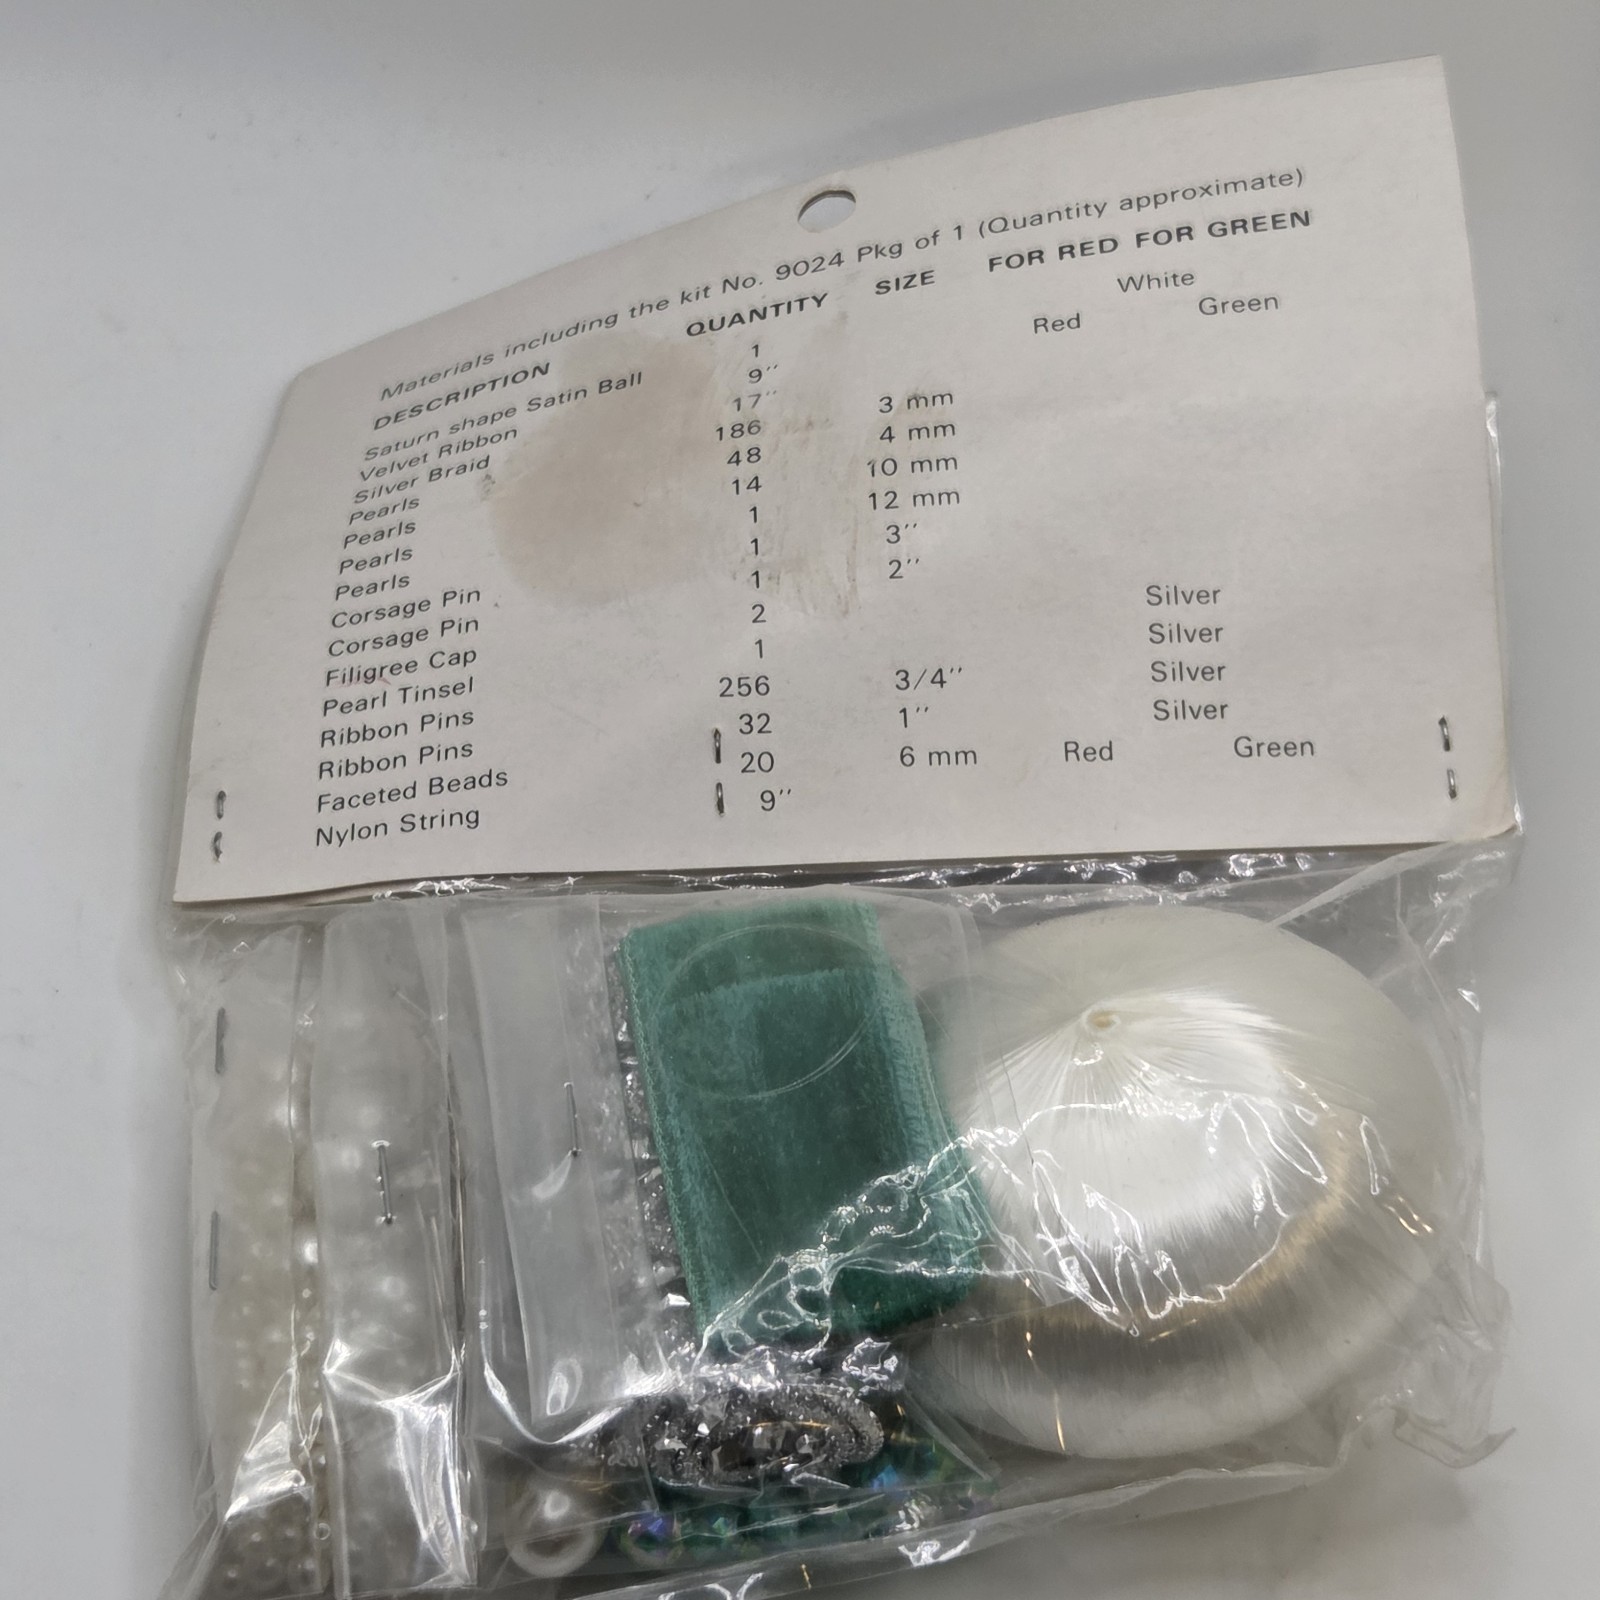 Materials including the kit No. 9024 Pkg of 1 (Quantity approximate)
DESCRIPTION QUANTITY SIZE FOR RED FOR GREEN
Saturn shape Satin Ball 1 White
Velvet Ribbon 9'' Red Green
Silver Braid 17''
Pearls 186 3 mm
Pearls 48 4 mm
Pearls 14 10 mm
Pearls 1 12 mm
Corsage Pin 1 3''
Corsage Pin 1 2''
Filigree Cap 2 Silver
Pearl Tinsel 1 Silver
Ribbon Pins 256 3/4'' Silver
Ribbon Pins 32 1'' Silver
Faceted Beads 20 6 mm Red Green
Nylon String 9''